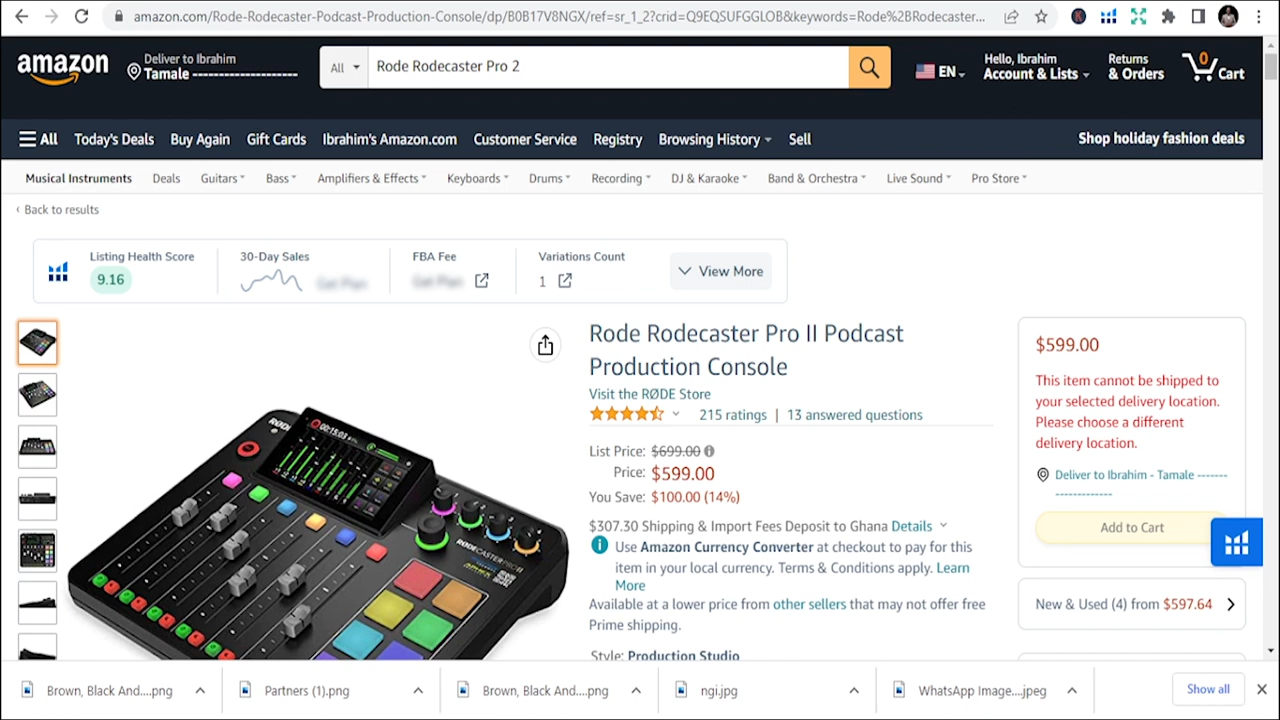 amazon.com/Rode-Rodecaster-Podcast-Production-Console/dp/B0B17V8NGX/ref=sr_1_2?crid=Q9EQSUFGGLOB&keywords=Rode%2BRodecaster...
amazon
Deliver to Ibrahim
Tamale --------------------
All
Rode Rodecaster Pro 2
EN
Hello, Ibrahim
Account & Lists
Returns
& Orders
0
Cart
All
Today's Deals
Buy Again
Gift Cards
Ibrahim's Amazon.com
Customer Service
Registry
Browsing History
Sell
Shop holiday fashion deals
Musical Instruments
Deals
Guitars
Bass
Amplifiers & Effects
Keyboards
Drums
Recording
DJ & Karaoke
Band & Orchestra
Live Sound
Pro Store
‹ Back to results
Listing Health Score
9.16
30-Day Sales
Get Plan
FBA Fee
Get Plan
Variations Count
1
View More
RØDE
00:15:03
RØDECASTER PRO II
Rode Rodecaster Pro II Podcast
Production Console
Visit the RØDE Store
215 ratings | 13 answered questions
List Price: $699.00
Price: $599.00
You Save: $100.00 (14%)
$307.30 Shipping & Import Fees Deposit to Ghana Details
Use Amazon Currency Converter at checkout to pay for this
item in your local currency. Terms & Conditions apply. Learn
More
Available at a lower price from other sellers that may not offer free
Prime shipping.
Style: Production Studio
$599.00
This item cannot be shipped to
your selected delivery location.
Please choose a different
delivery location.
Deliver to Ibrahim - Tamale -------
-------------
Add to Cart
New & Used (4) from $597.64
Brown, Black And....png
Partners (1).png
Brown, Black And....png
ngi.jpg
WhatsApp Image....jpeg
Show all